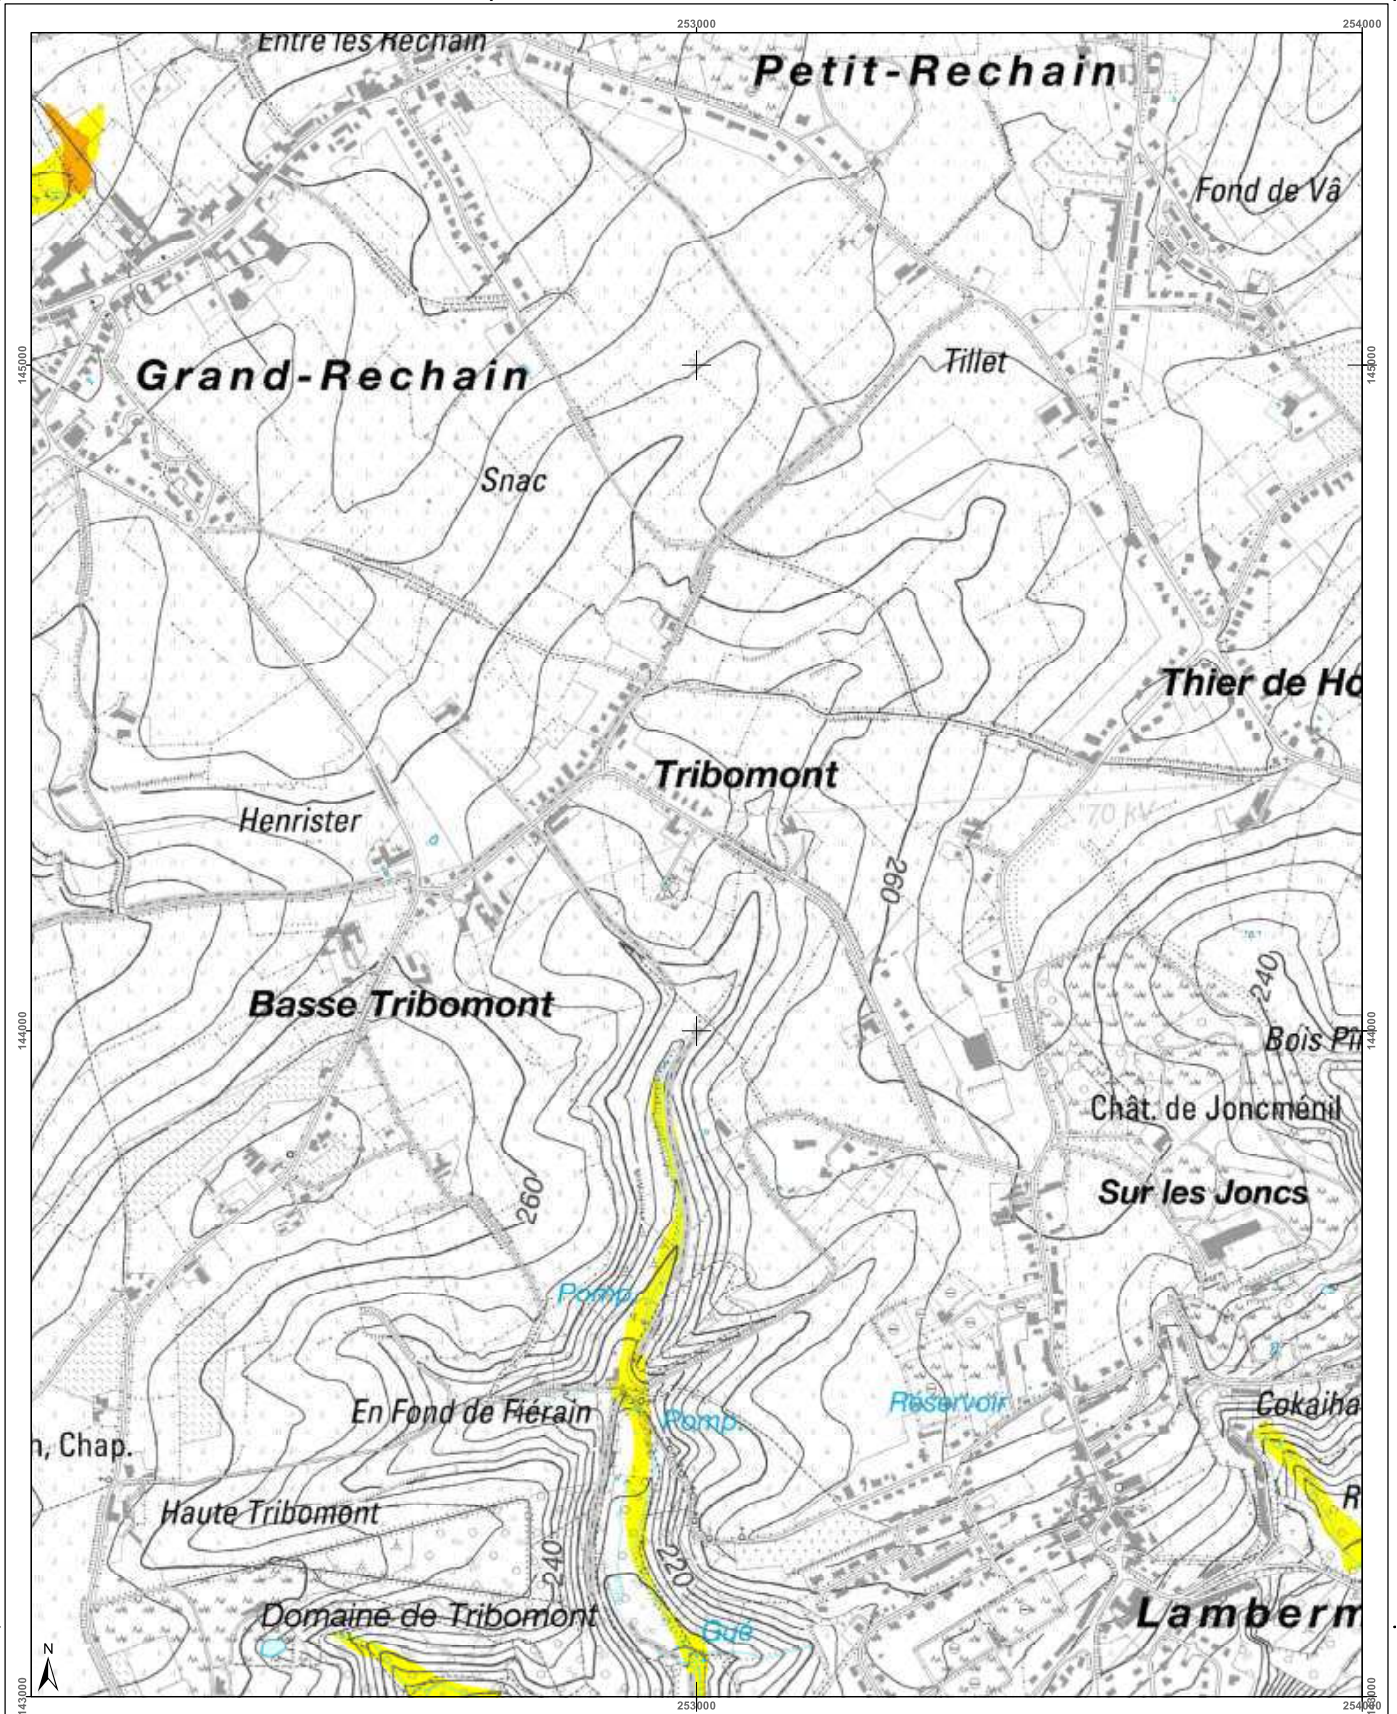 253000
254000
Entre les Rechain
Petit-Rechain
Fond de Vâ
145000
145000
Tillet
Grand-Rechain
Snac
Thier de Ho
Tribomont
70 kV
Henrister
260
240
Basse Tribomont
144000
144000
Bois Pin
Chât. de Joncménil
Sur les Joncs
260
Pomp.
Réservoir
Cokaiha
En Fond de Fiérain
Pomp.
n, Chap.
R
Haute Tribomont
240
220
Domaine de Tribomont
Gué
Lamberm
N
143000
143000
253000
254000